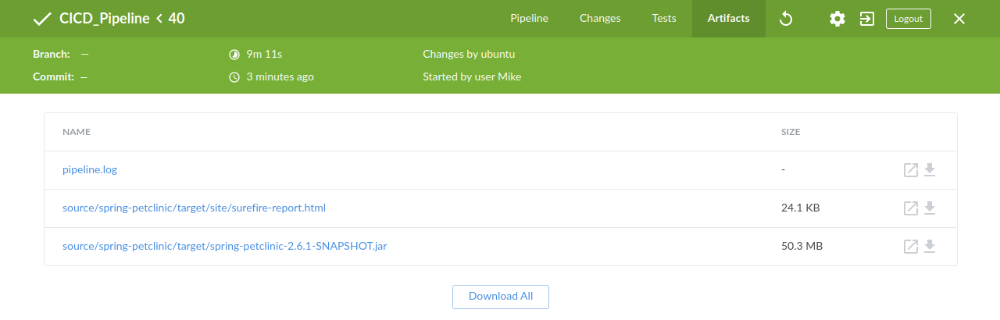 CICD_Pipeline < 40 Pipeline Changes Tests Artifacts Logout
Branch: — 9m 11s Changes by ubuntu
Commit: — 3 minutes ago Started by user Mike
NAME SIZE
pipeline.log -
source/spring-petclinic/target/site/surefire-report.html 24.1 KB
source/spring-petclinic/target/spring-petclinic-2.6.1-SNAPSHOT.jar 50.3 MB
Download All